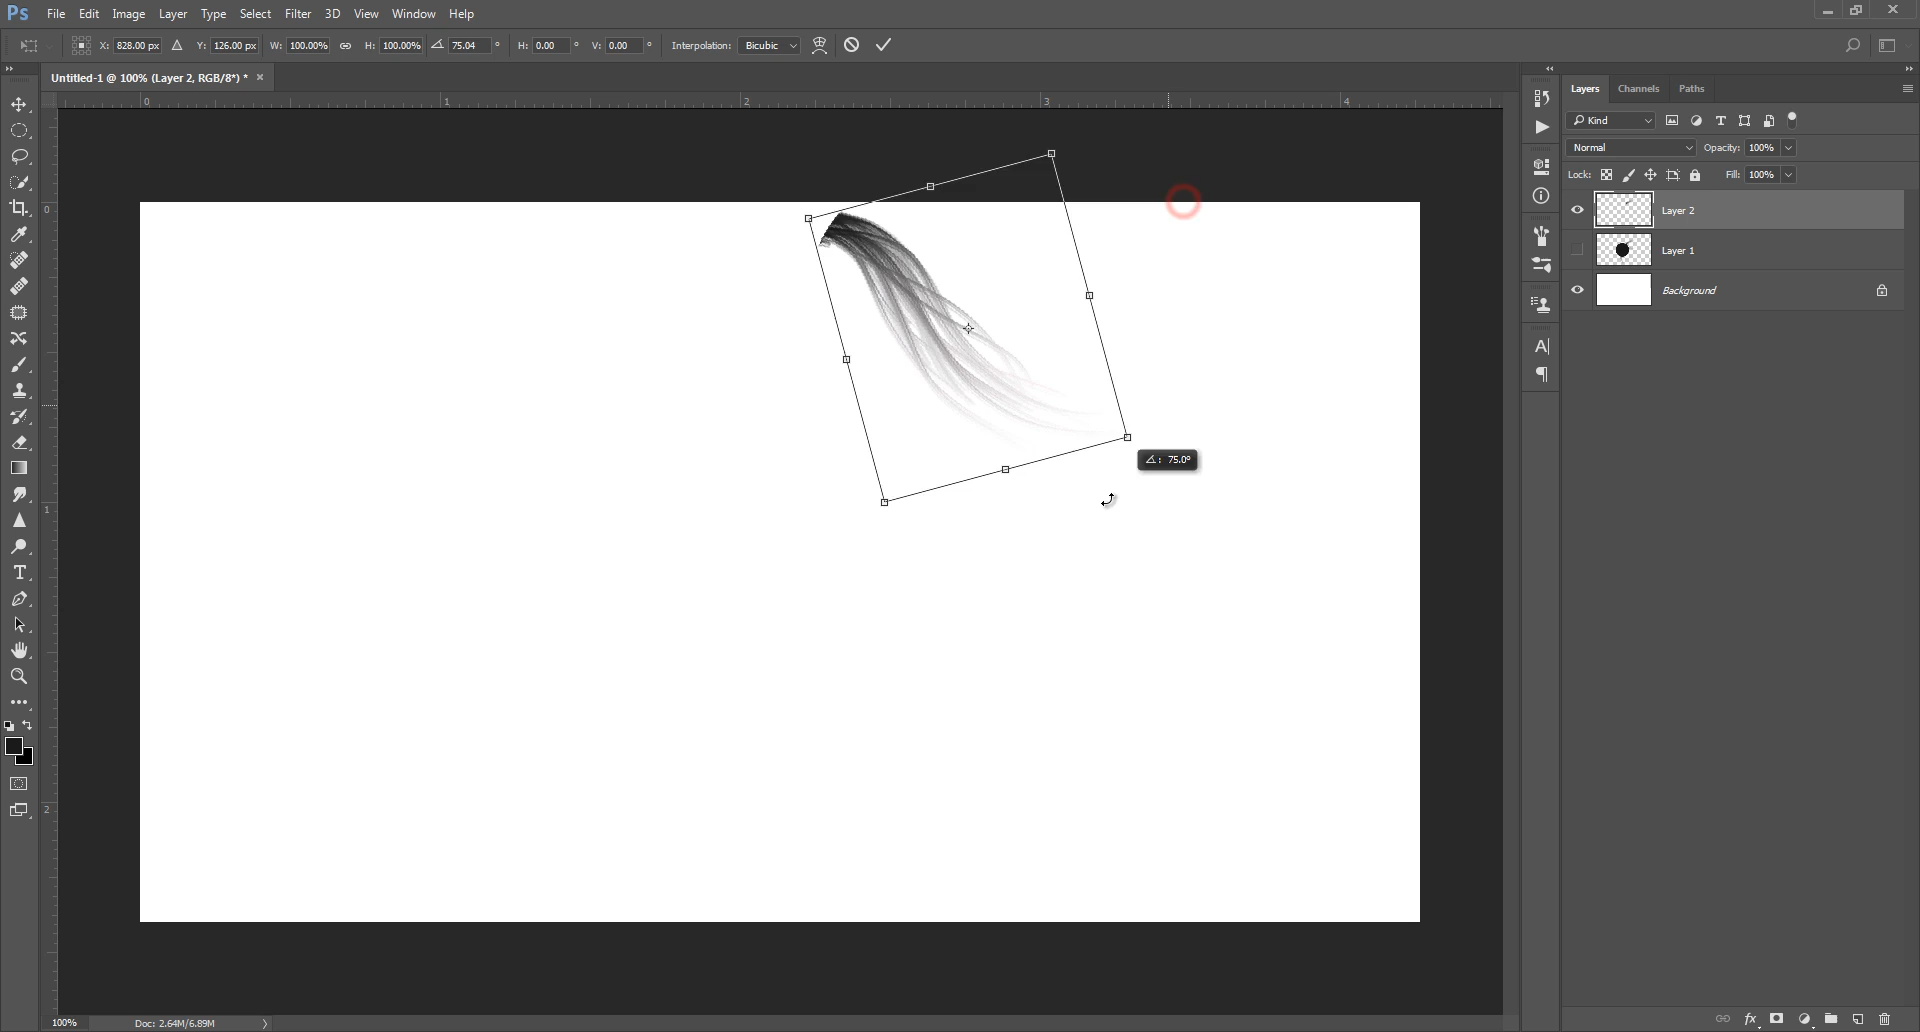 Ps File Edit Image Layer Type Select Filter 3D View Window Help
X: 828.00 px Y: 126.00 px W: 100.00% H: 100.00% 75.04 ° H: 0.00 ° V: 0.00 ° Interpolation: Bicubic
Untitled-1 @ 100% (Layer 2, RGB/8*) * ×
0 1 2 3 4
0
1
2
75.0°
Layers Channels Paths
Kind
Normal Opacity: 100%
Lock: Fill: 100%
Layer 2
Layer 1
Background
fx
100% Doc: 2.64M/6.89M